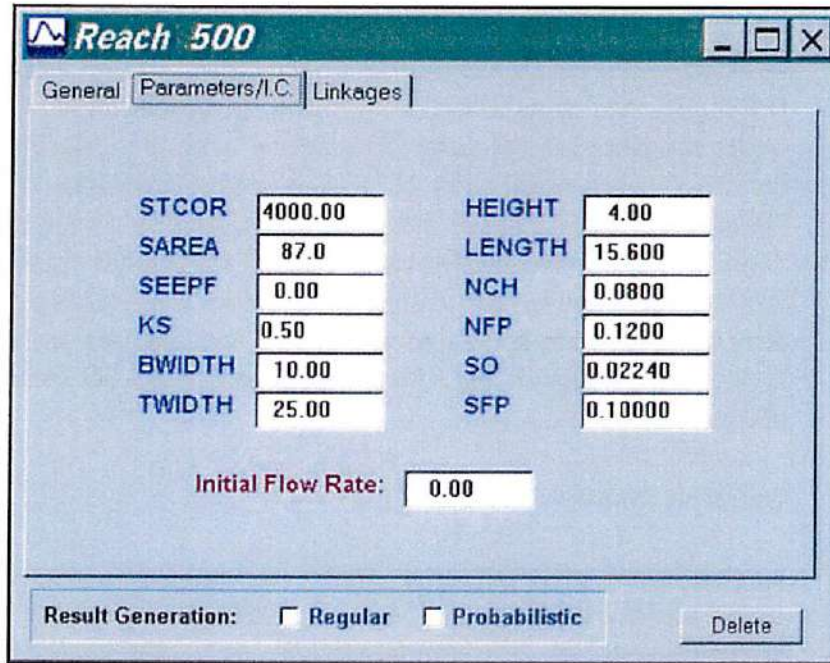 Reach 500
General Parameters/I.C. Linkages
STCOR 4000.00 HEIGHT 4.00
SAREA 87.0 LENGTH 15.600
SEEPF 0.00 NCH 0.0800
KS 0.50 NFP 0.1200
BWIDTH 10.00 SO 0.02240
TWIDTH 25.00 SFP 0.10000
Initial Flow Rate: 0.00
Result Generation: Regular Probabilistic Delete